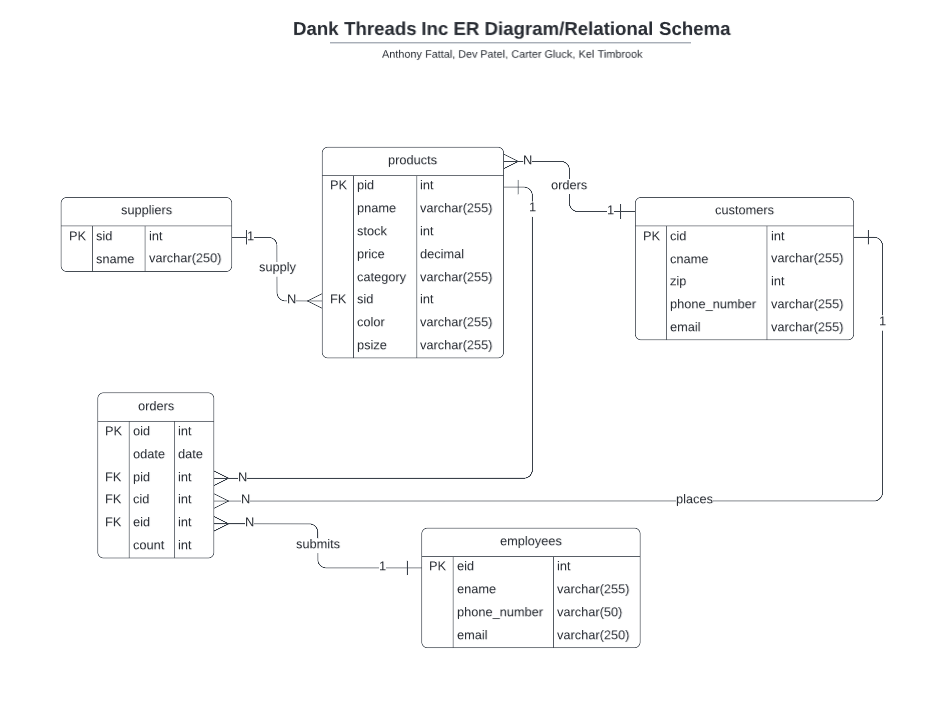 Dank Threads Inc ER Diagram/Relational Schema
Anthony Fattal, Dev Patel, Carter Gluck, Kel Timbrook
products
PK pid int
pname varchar(255)
stock int
price decimal
category varchar(255)
FK sid int
color varchar(255)
psize varchar(255)
N
orders
1
1
suppliers
PK sid int
sname varchar(250)
1
supply
N
customers
PK cid int
cname varchar(255)
zip int
phone_number varchar(255)
email varchar(255)
1
orders
PK oid int
odate date
FK pid int
FK cid int
FK eid int
count int
N
N
places
N
submits
1
employees
PK eid int
ename varchar(255)
phone_number varchar(50)
email varchar(250)